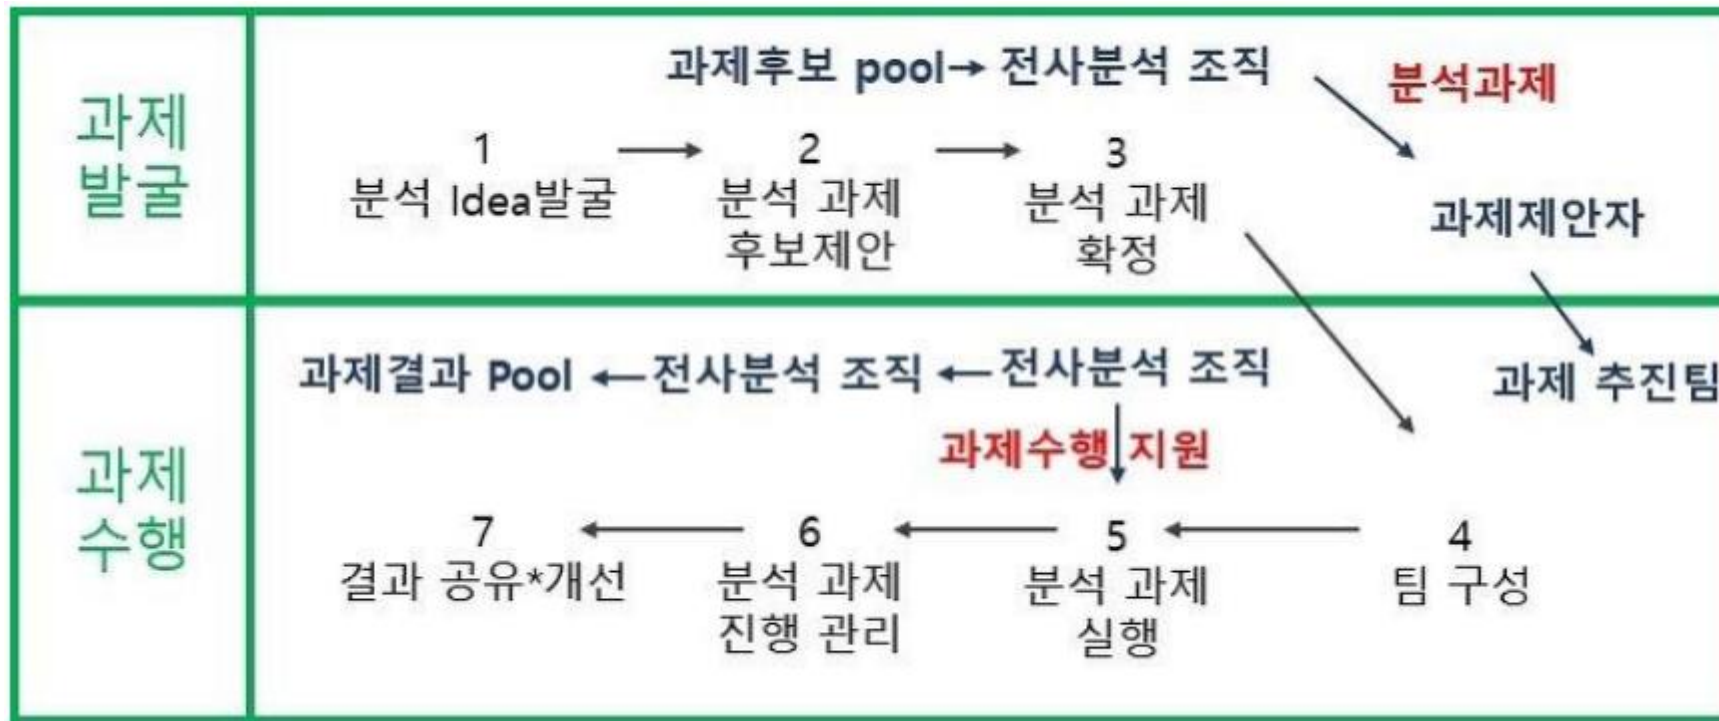 과제
발굴
과제후보 pool→ 전사분석 조직
분석과제
1
분석 Idea발굴
2
분석 과제
후보제안
3
분석 과제
확정
과제제안자
과제
수행
과제결과 Pool ←전사분석 조직 ←전사분석 조직
과제 추진팀
과제수행 지원
7
결과 공유*개선
6
분석 과제
진행 관리
5
분석 과제
실행
4
팀 구성